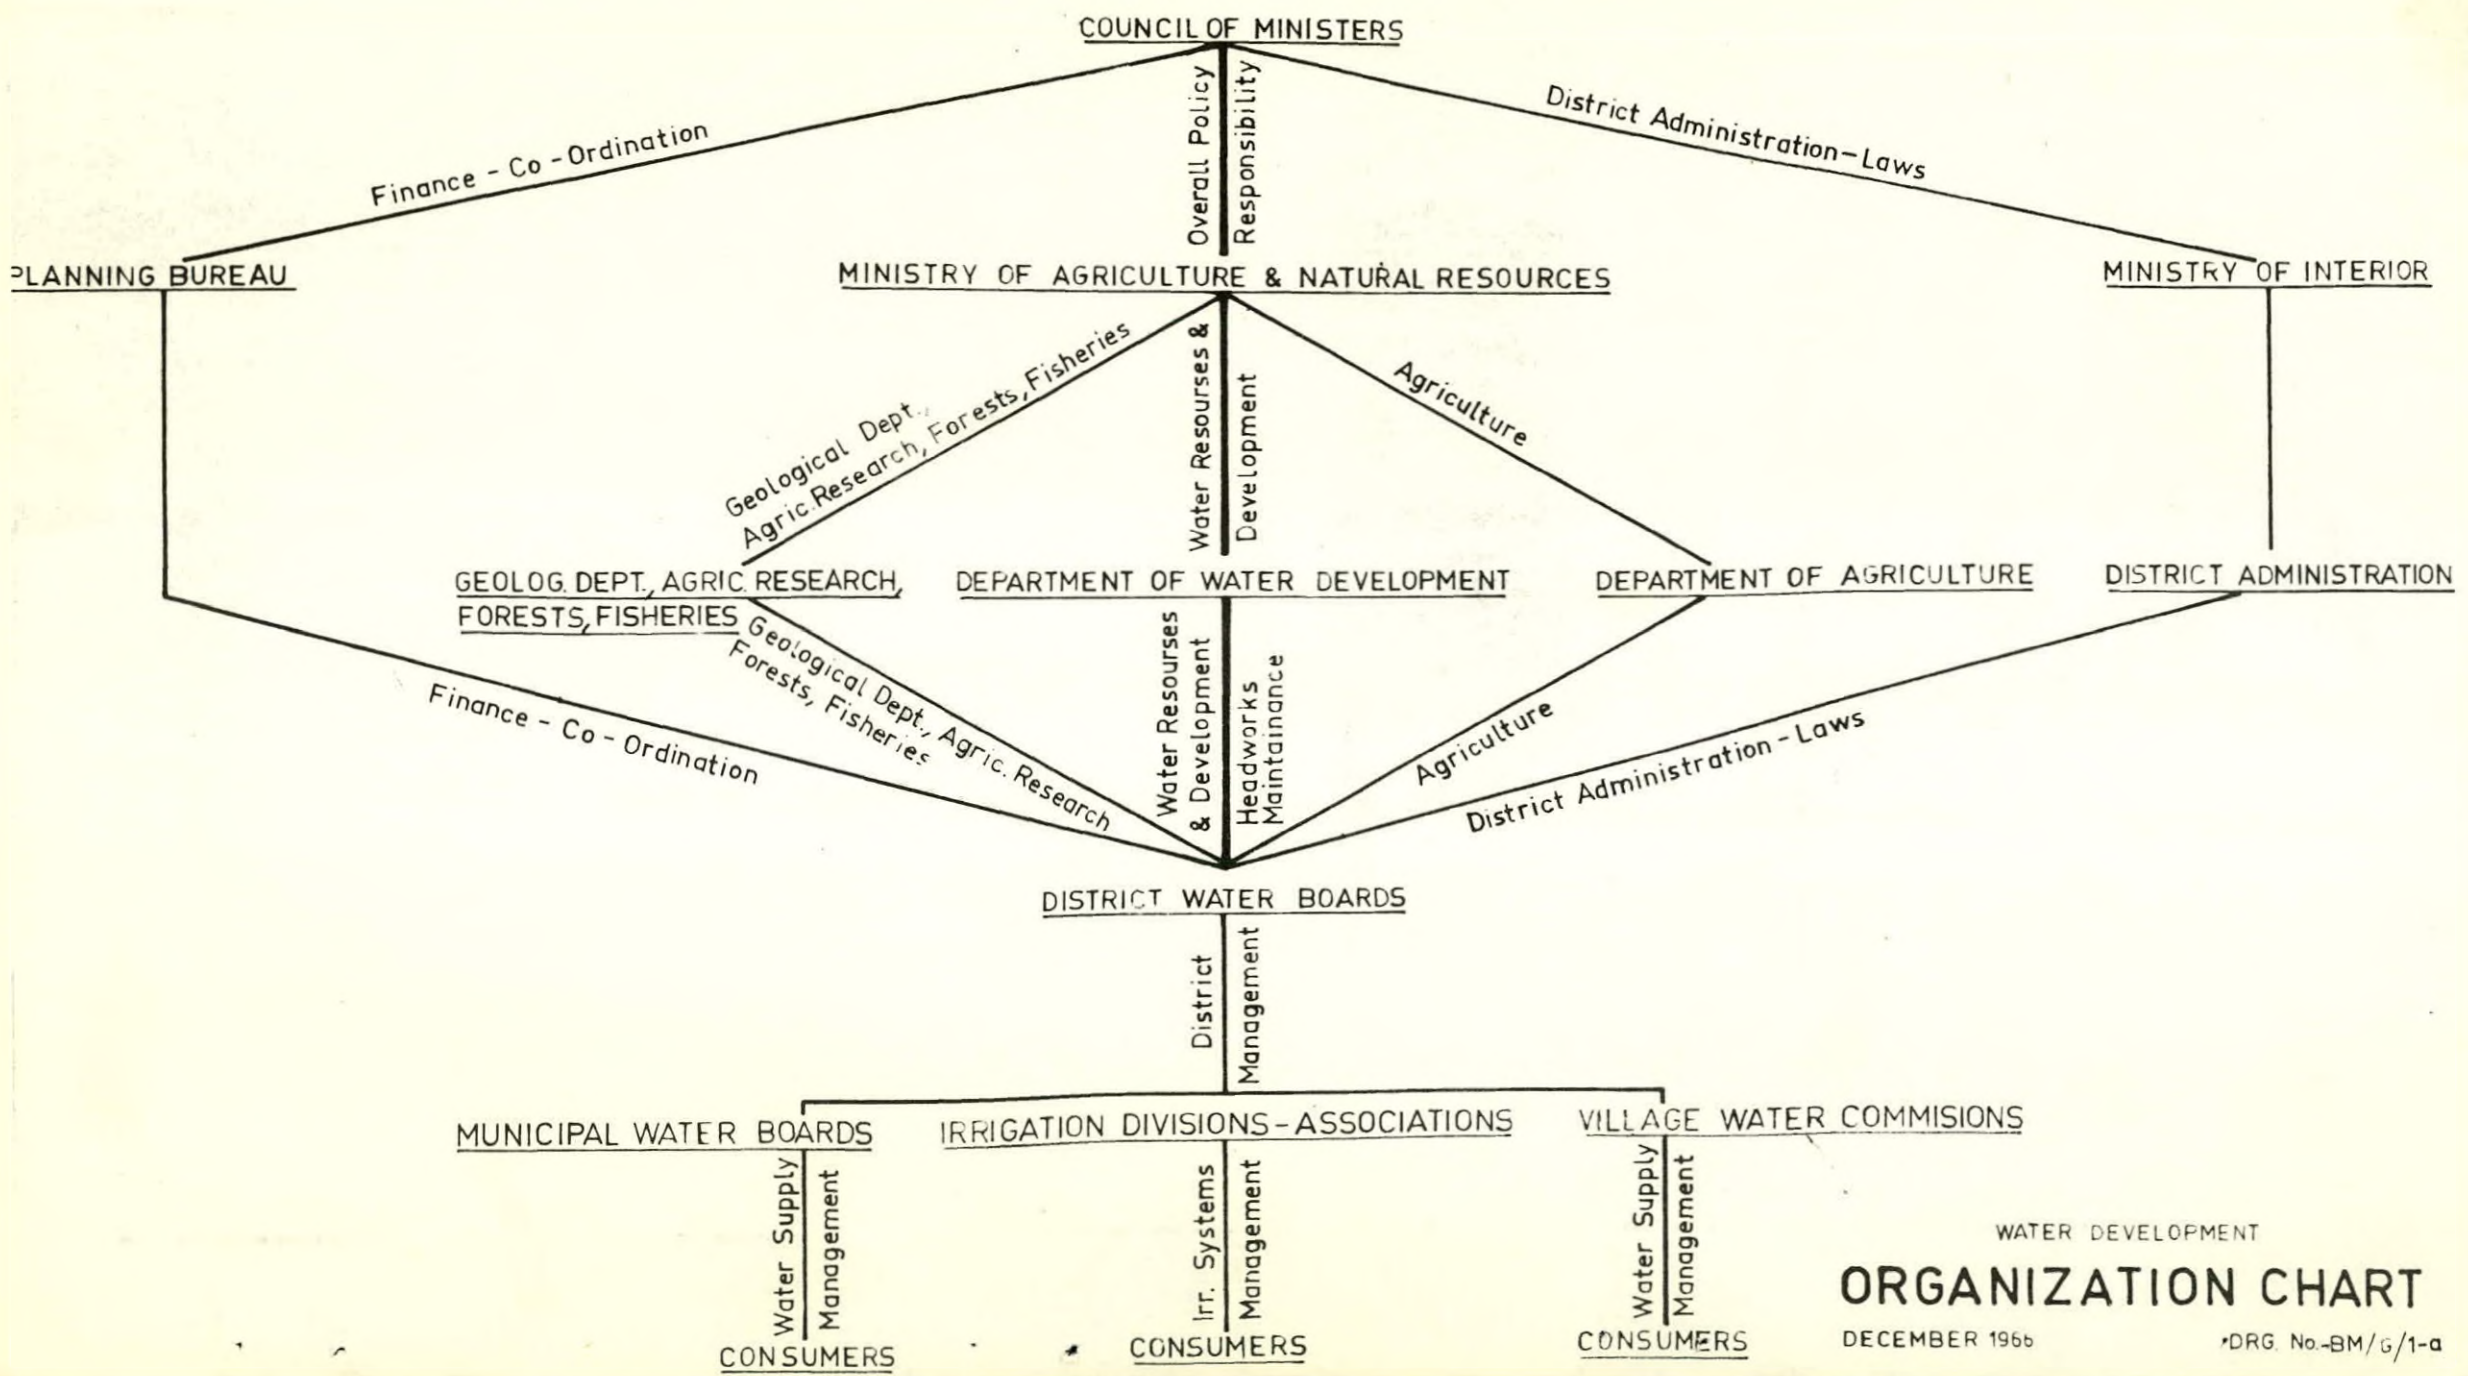 COUNCIL OF MINISTERS
Finance - Co - Ordination
Overall Policy
Responsibility
District Administration - Laws
PLANNING BUREAU
MINISTRY OF AGRICULTURE & NATURAL RESOURCES
MINISTRY OF INTERIOR
Geological Dept.,
Agric. Research, Forests, Fisheries
Water Resourses &
Development
Agriculture
GEOLOG. DEPT., AGRIC. RESEARCH,
FORESTS, FISHERIES
DEPARTMENT OF WATER DEVELOPMENT
DEPARTMENT OF AGRICULTURE
DISTRICT ADMINISTRATION
Finance - Co - Ordination
Geological Dept., Agric. Research
Forests, Fisheries
Water Resourses
& Development
Headworks
Maintainance
Agriculture
District Administration - Laws
DISTRICT WATER BOARDS
District
Management
MUNICIPAL WATER BOARDS
IRRIGATION DIVISIONS - ASSOCIATIONS
VILLAGE WATER COMMISIONS
Water Supply
Management
Irr. Systems
Management
Water Supply
Management
CONSUMERS
CONSUMERS
CONSUMERS
WATER DEVELOPMENT
ORGANIZATION CHART
DECEMBER 1966
DRG. No.-BM/G/1-a